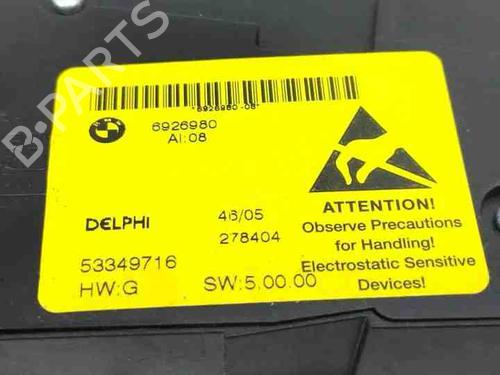 B-PARTS
*6926980-08*
6926980
AI:08
DELPHI
46/05
278404
53349716
HW:G
SW:5.00.00
ATTENTION!
Observe Precautions
for Handling!
Electrostatic Sensitive
Devices!